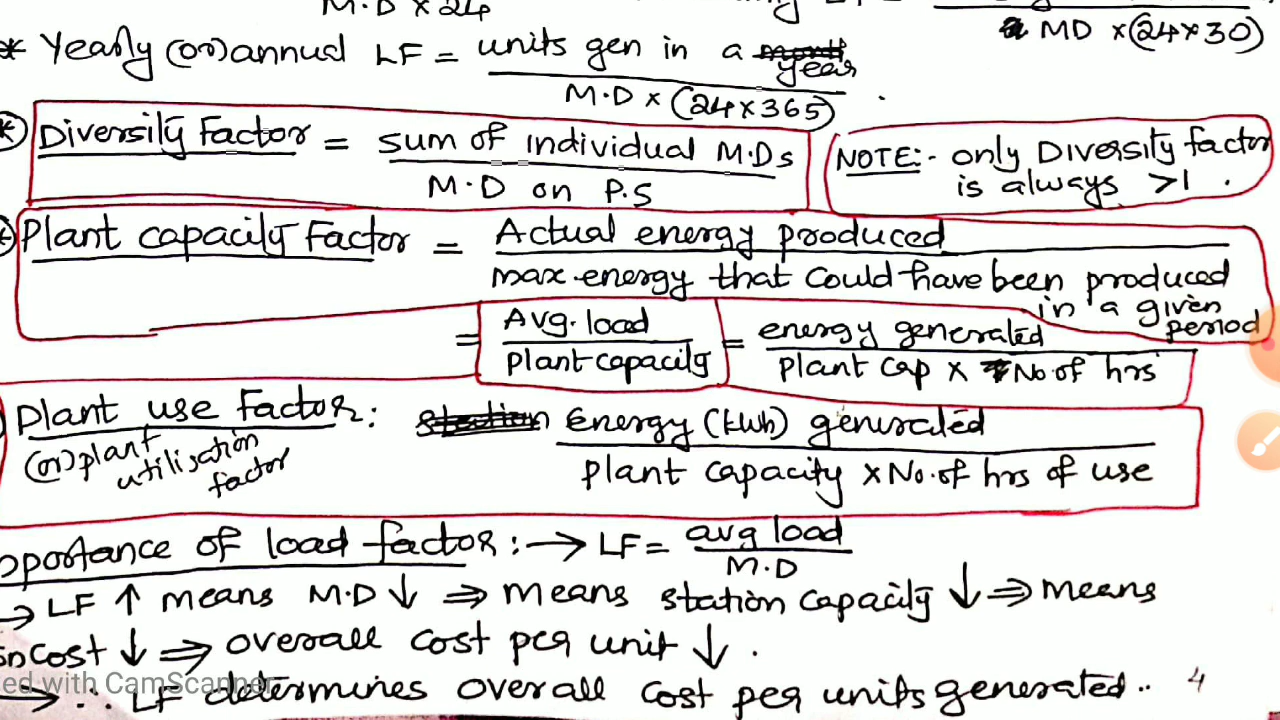 M.D × 24
MD × (24×30)
* Yearly (or) annual LF = units gen in a year
M.D × (24×365)
Diversity Factor = sum of individual M.Ds
M.D on P.S
NOTE:- only Diversity factor
is always >1.
Plant capacity Factor = Actual energy produced
max.energy that could have been produced
in a given
period
= Avg. load / Plant capacity = energy generated / Plant cap × No.of hrs
Plant use factor: Energy (kwh) generated
(or) plant
utilisation
factor
plant capacity × No.of hrs of use
mportance of load factor: → LF = avg load
M.D
→ LF ↑ means M.D ↓ ⇒ means station capacity ↓ ⇒ means
cost ↓ ⇒ overall cost per unit ↓.
ed with CamScanner
→ ∴ LF determines overall cost per units generated.. 4